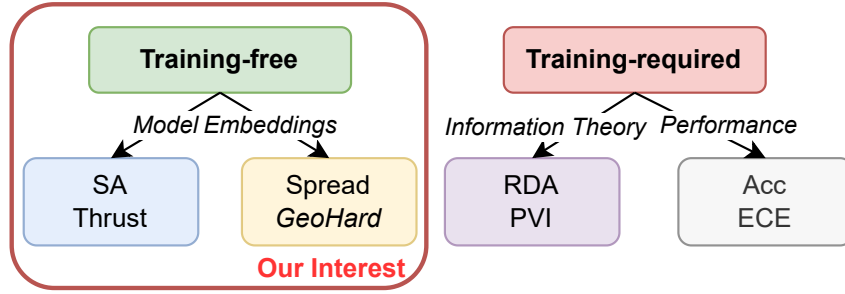 Training-free
Training-required
Model Embeddings
Information Theory
Performance
SA
Thrust
Spread
GeoHard
RDA
PVI
Acc
ECE
Our Interest